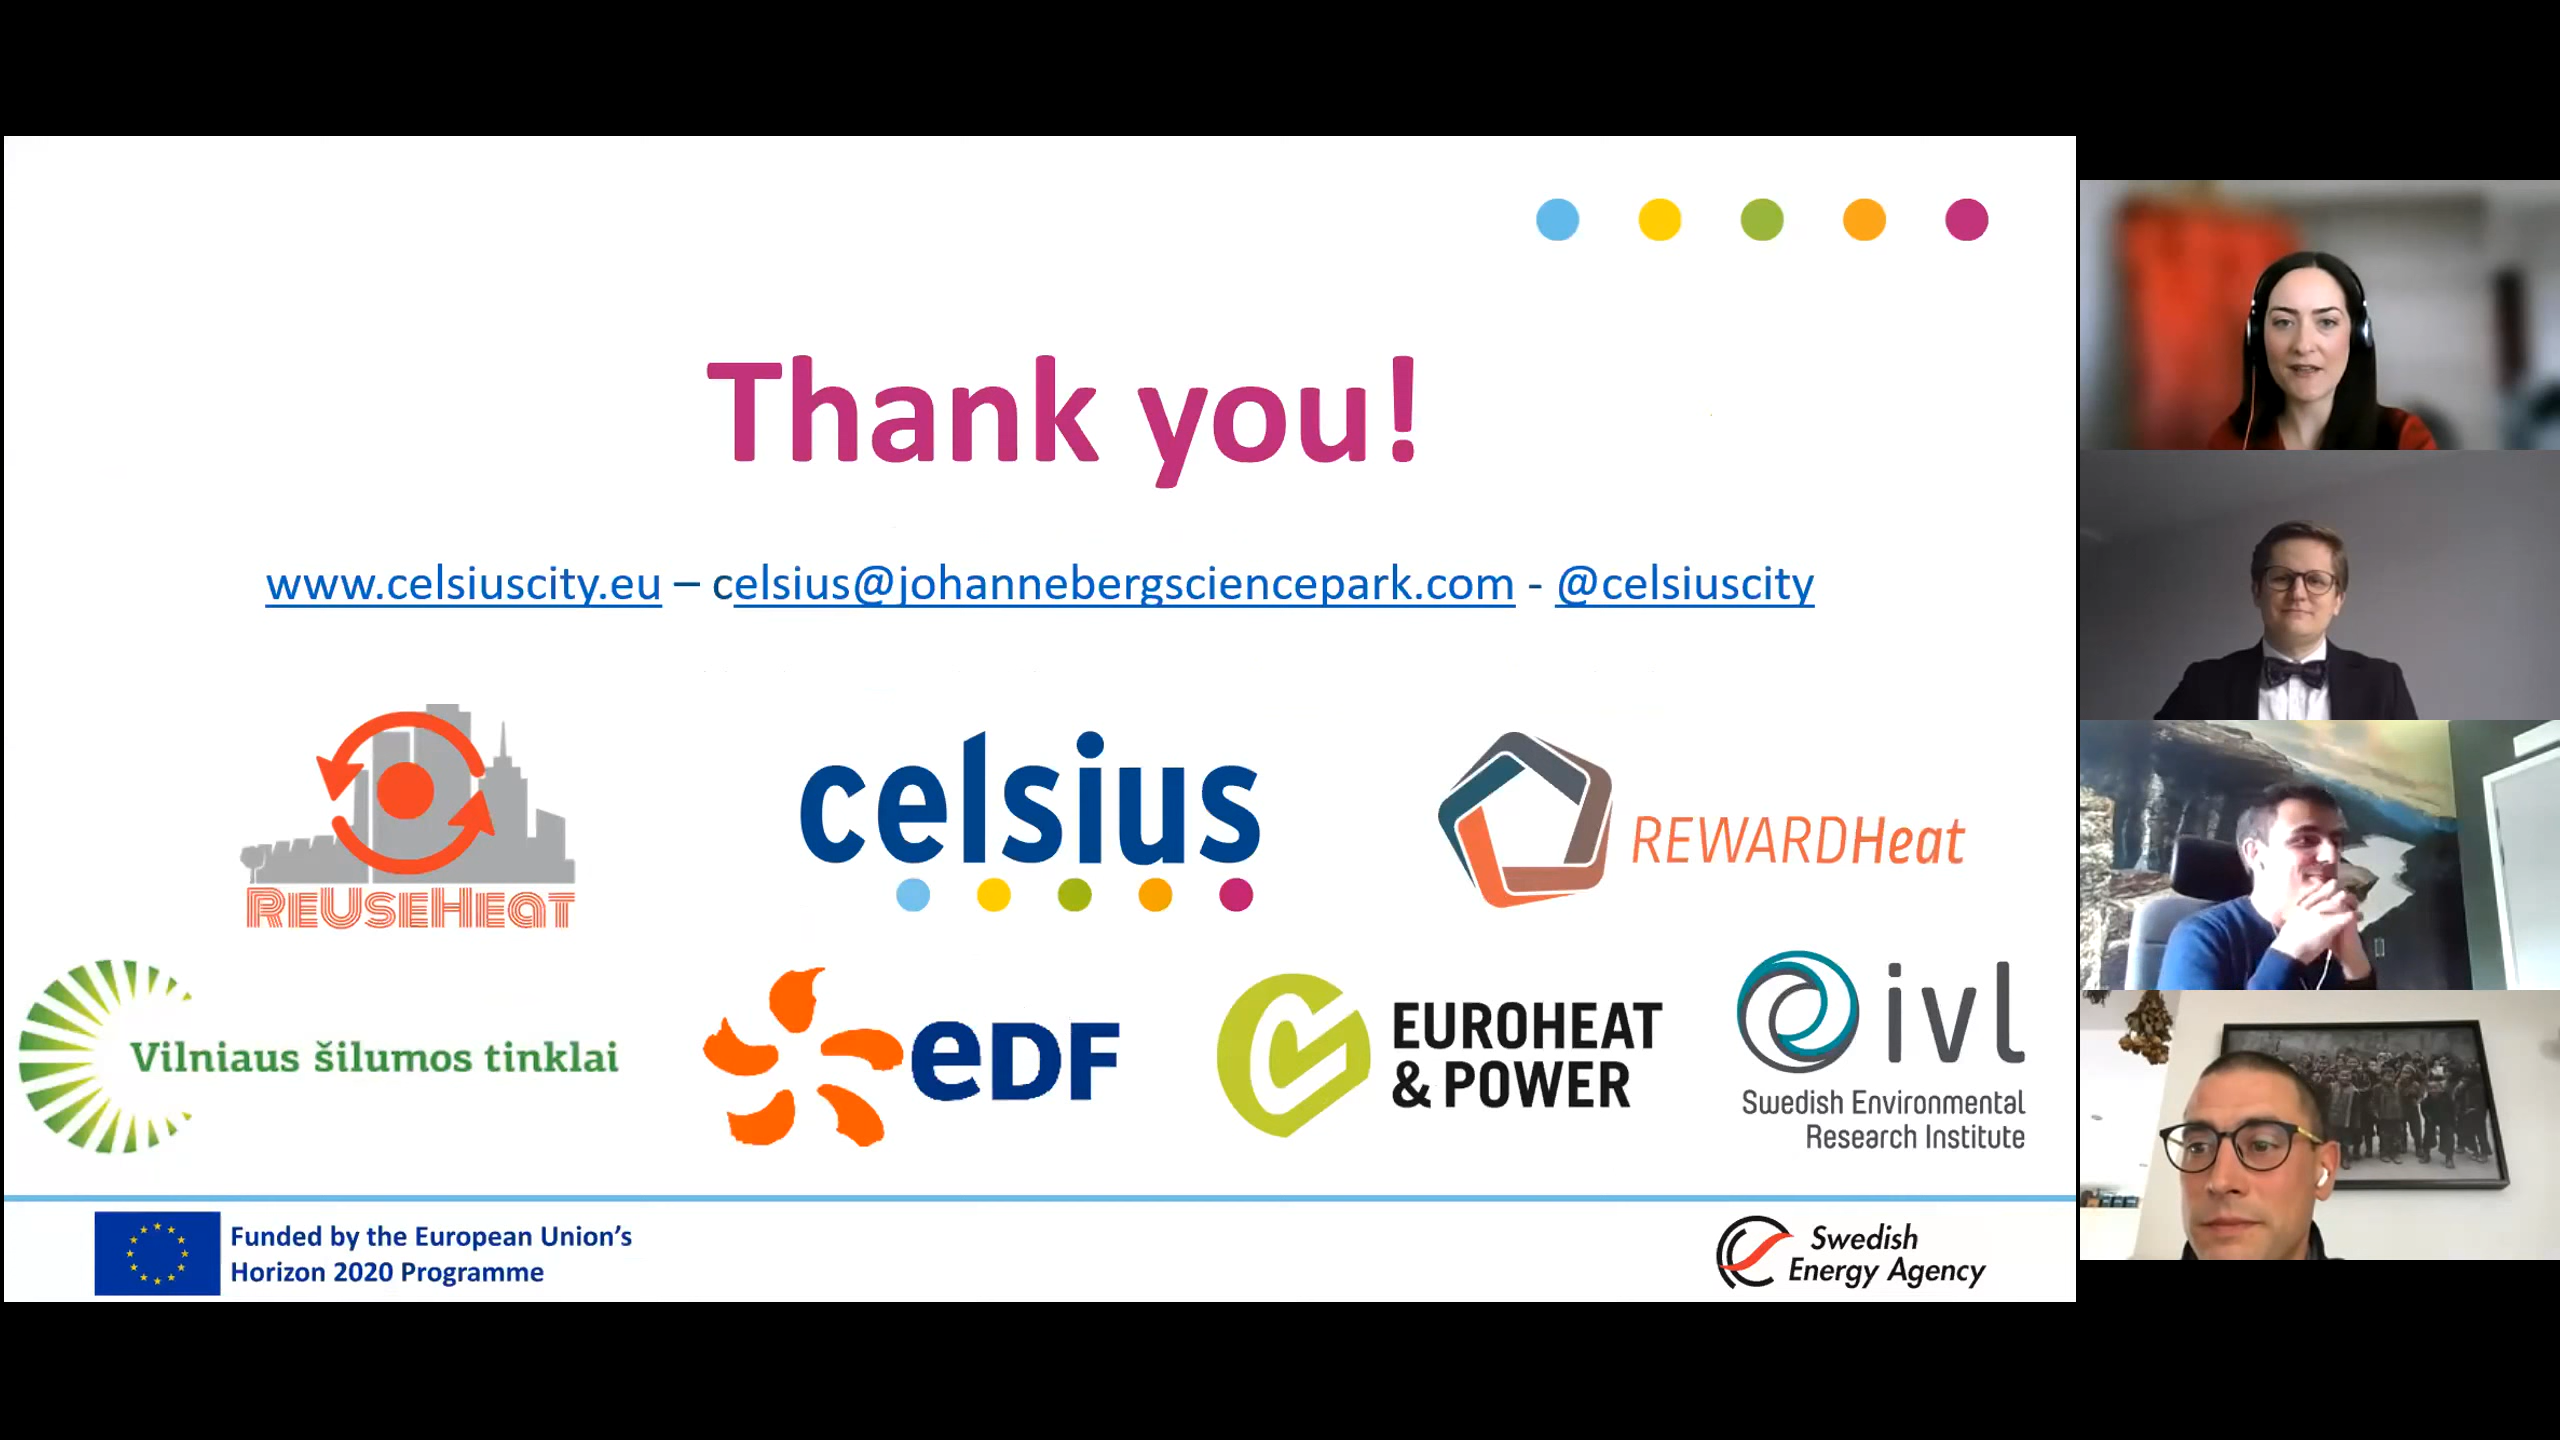 Thank you!
www.celsiuscity.eu – celsius@johannebergsciencepark.com - @celsiuscity
ReUseHeat
celsius
REWARDHeat
Vilniaus šilumos tinklai
eDF
EUROHEAT
& POWER
ivl
Swedish Environmental
Research Institute
Funded by the European Union’s
Horizon 2020 Programme
Swedish
Energy Agency